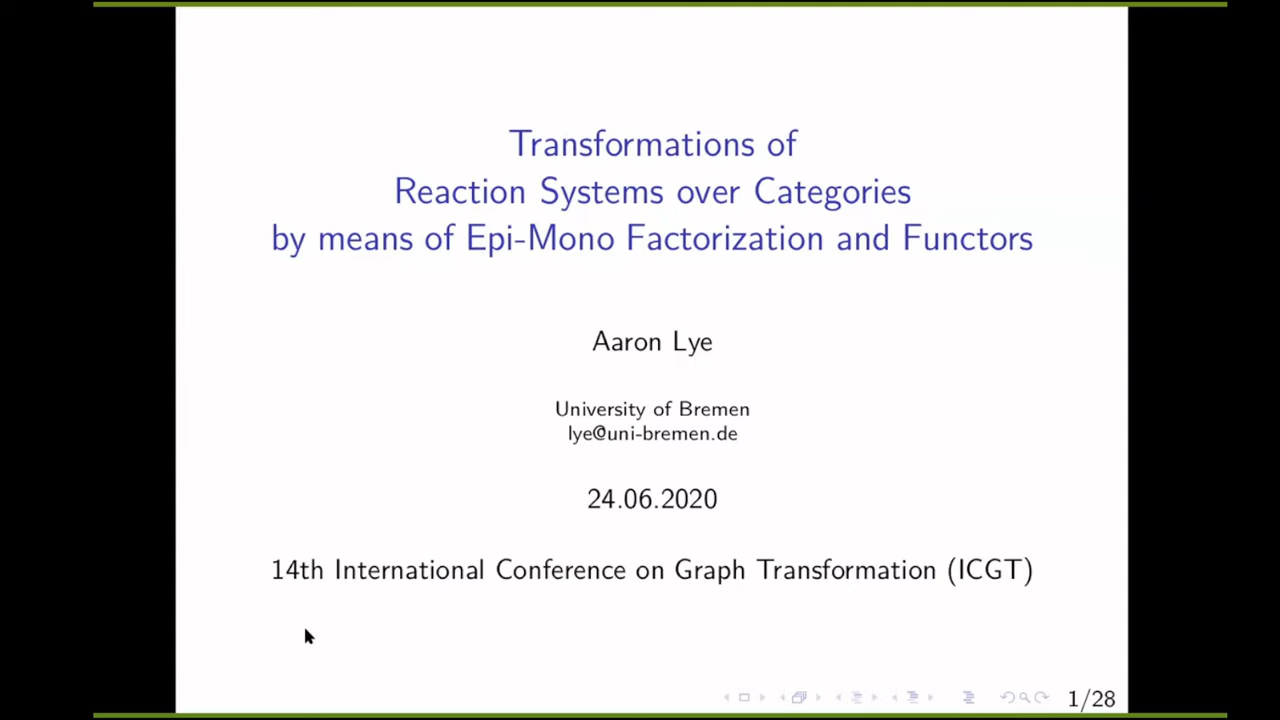 Transformations of
Reaction Systems over Categories
by means of Epi-Mono Factorization and Functors
Aaron Lye
University of Bremen
lye@uni-bremen.de
24.06.2020
14th International Conference on Graph Transformation (ICGT)
1/28